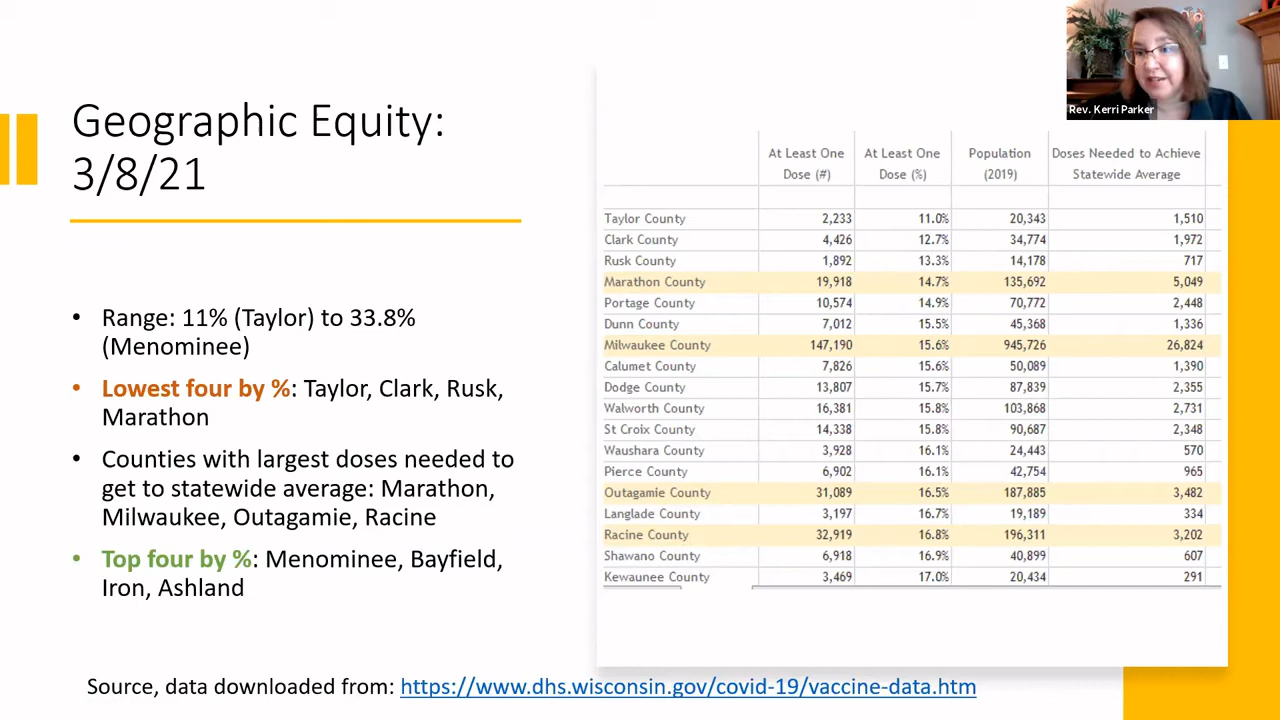 Rev. Kerri Parker
Geographic Equity:
3/8/21
• Range: 11% (Taylor) to 33.8%
(Menominee)
• Lowest four by %: Taylor, Clark, Rusk,
Marathon
• Counties with largest doses needed to
get to statewide average: Marathon,
Milwaukee, Outagamie, Racine
• Top four by %: Menominee, Bayfield,
Iron, Ashland
At Least One At Least One Population Doses Needed to Achieve
Dose (#) Dose (%) (2019) Statewide Average
Taylor County 2,233 11.0% 20,343 1,510
Clark County 4,426 12.7% 34,774 1,972
Rusk County 1,892 13.3% 14,178 717
Marathon County 19,918 14.7% 135,692 5,049
Portage County 10,574 14.9% 70,772 2,448
Dunn County 7,012 15.5% 45,368 1,336
Milwaukee County 147,190 15.6% 945,726 26,824
Calumet County 7,826 15.6% 50,089 1,390
Dodge County 13,807 15.7% 87,839 2,355
Walworth County 16,381 15.8% 103,868 2,731
St Croix County 14,338 15.8% 90,687 2,348
Waushara County 3,928 16.1% 24,443 570
Pierce County 6,902 16.1% 42,754 965
Outagamie County 31,089 16.5% 187,885 3,482
Langlade County 3,197 16.7% 19,189 334
Racine County 32,919 16.8% 196,311 3,202
Shawano County 6,918 16.9% 40,899 607
Kewaunee County 3,469 17.0% 20,434 291
Source, data downloaded from: https://www.dhs.wisconsin.gov/covid-19/vaccine-data.htm